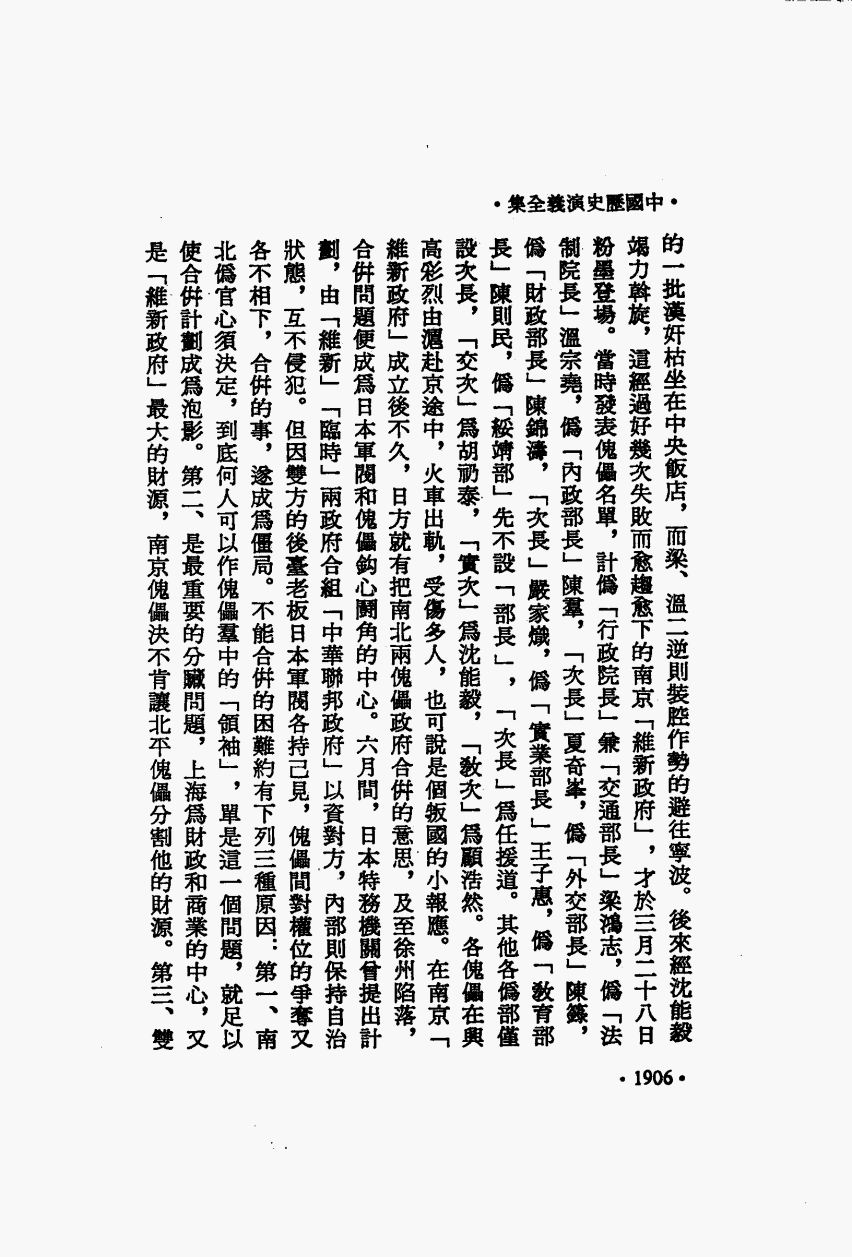 ・中國歷史演義全集・
的一批漢奸枯坐在中央飯店，而梁、溫二逆則裝腔作勢的避往寧波。後來經沈能毅
竭力斡旋，這經過好幾次失敗而愈趨愈下的南京「維新政府」，才於三月二十八日
粉墨登場。當時發表傀儡名單，計僞「行政院長」兼「交通部長」梁鴻志，僞「法
制院長」溫宗堯，僞「內政部長」陳羣，「次長」夏奇峯，僞「外交部長」陳籙，
僞「財政部長」陳錦濤，「次長」嚴家熾，僞「實業部長」王子惠，僞「敎育部
長」陳則民，僞「綏靖部」先不設「部長」，「次長」爲任援道。其他各僞部僅
設次長，「交次」爲胡礽泰，「實次」爲沈能毅，「敎次」爲顧浩然。各傀儡在興
高彩烈由滬赴京途中，火車出軌，受傷多人，也可說是個叛國的小報應。在南京「
維新政府」成立後不久，日方就有把南北兩傀儡政府合併的意思，及至徐州陷落，
合併問題便成爲日本軍閥和傀儡鈎心鬪角的中心。六月間，日本特務機關曾提出計
劃，由「維新」「臨時」兩政府合組「中華聯邦政府」以資對方，內部則保持自治
狀態，互不侵犯。但因雙方的後臺老板日本軍閥各持己見，傀儡間對權位的爭奪又
各不相下，合併的事，遂成爲僵局。不能合併的困難約有下列三種原因：第一、南
北僞官心須決定，到底何人可以作傀儡羣中的「領袖」，單是這一個問題，就足以
使合併計劃成爲泡影。第二、是最重要的分贓問題，上海爲財政和商業的中心，又
是「維新政府」最大的財源，南京傀儡決不肯讓北平傀儡分割他的財源。第三、雙
・1906・